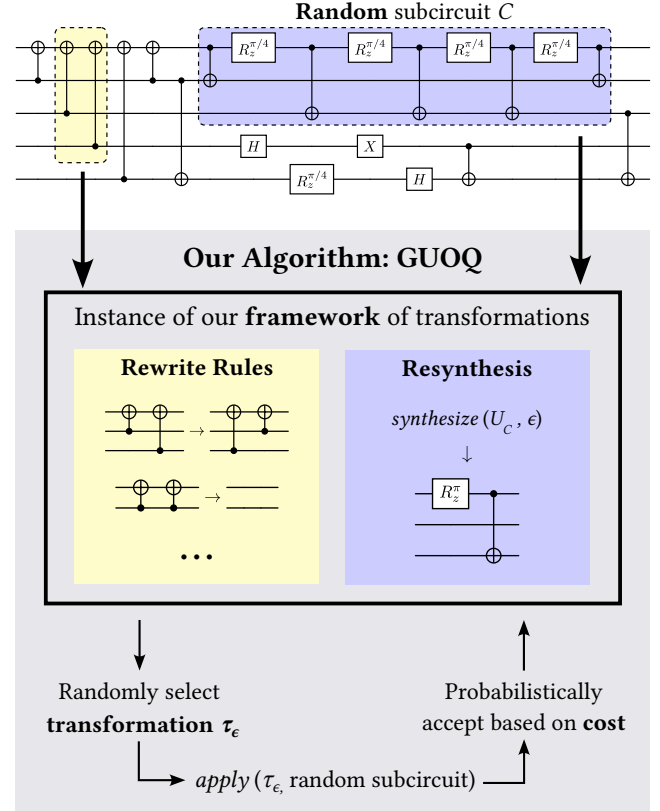 Random subcircuit C
R_z^{π/4} R_z^{π/4} R_z^{π/4} R_z^{π/4}
H X
R_z^{π/4} H
Our Algorithm: GUOQ
Instance of our framework of transformations
Rewrite Rules
→
→
•••
Resynthesis
synthesize (U_C, ϵ)
↓
R_z^π
Randomly select
transformation τ_ϵ
apply (τ_ϵ, random subcircuit)
Probabilistically
accept based on cost